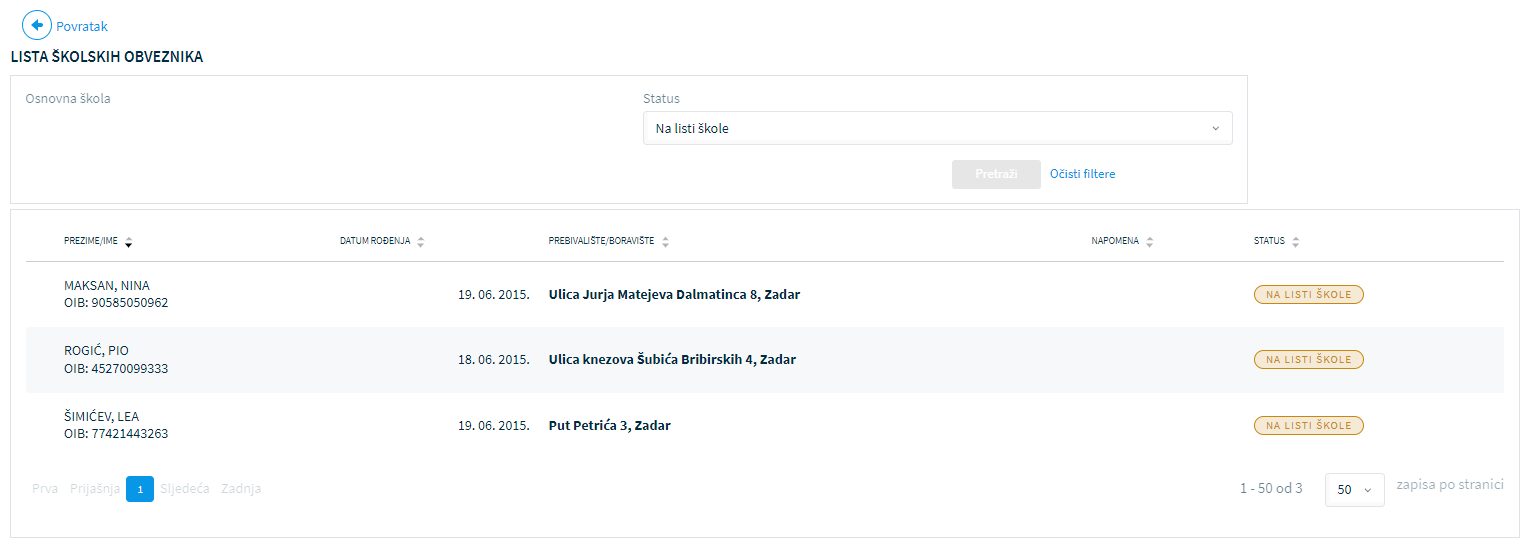 Povratak
LISTA ŠKOLSKIH OBVEZNIKA
Osnovna škola
Status
Na listi škole
Pretraži Očisti filtere
PREZIME/IME DATUM ROĐENJA PREBIVALIŠTE/BORAVIŠTE NAPOMENA STATUS
MAKSAN, NINA
OIB: 90585050962
19. 06. 2015. Ulica Jurja Matejeva Dalmatinca 8, Zadar NA LISTI ŠKOLE
ROGIĆ, PIO
OIB: 45270099333
18. 06. 2015. Ulica knezova Šubića Bribirskih 4, Zadar NA LISTI ŠKOLE
ŠIMIĆEV, LEA
OIB: 77421443263
19. 06. 2015. Put Petrića 3, Zadar NA LISTI ŠKOLE
Prva Prijašnja 1 Sljedeća Zadnja 1 - 50 od 3 50 zapisa po stranici